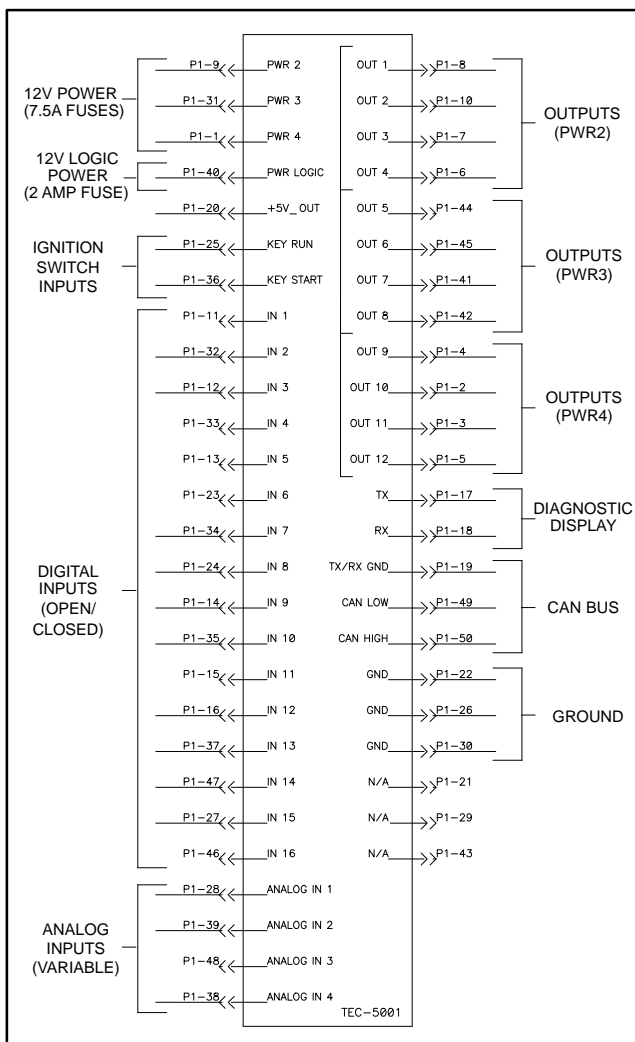 P1-9 PWR 2 OUT 1 P1-8
12V POWER
(7.5A FUSES)
P1-31 PWR 3 OUT 2 P1-10
OUTPUTS
(PWR2)
P1-1 PWR 4 OUT 3 P1-7
12V LOGIC
POWER
(2 AMP FUSE)
P1-40 PWR LOGIC OUT 4 P1-6
P1-20 +5V_OUT OUT 5 P1-44
IGNITION
SWITCH
INPUTS
P1-25 KEY RUN OUT 6 P1-45
OUTPUTS
(PWR3)
P1-36 KEY START OUT 7 P1-41
P1-11 IN 1 OUT 8 P1-42
P1-32 IN 2 OUT 9 P1-4
P1-12 IN 3 OUT 10 P1-2
OUTPUTS
(PWR4)
P1-33 IN 4 OUT 11 P1-3
P1-13 IN 5 OUT 12 P1-5
P1-23 IN 6 TX P1-17
DIAGNOSTIC
DISPLAY
P1-34 IN 7 RX P1-18
DIGITAL
INPUTS
(OPEN/
CLOSED)
P1-24 IN 8 TX/RX GND P1-19
P1-14 IN 9 CAN LOW P1-49
CAN BUS
P1-35 IN 10 CAN HIGH P1-50
P1-15 IN 11 GND P1-22
P1-16 IN 12 GND P1-26
GROUND
P1-37 IN 13 GND P1-30
P1-47 IN 14 N/A P1-21
P1-27 IN 15 N/A P1-29
P1-46 IN 16 N/A P1-43
P1-28 ANALOG IN 1
ANALOG
INPUTS
(VARIABLE)
P1-39 ANALOG IN 2
P1-48 ANALOG IN 3
P1-38 ANALOG IN 4
TEC-5001